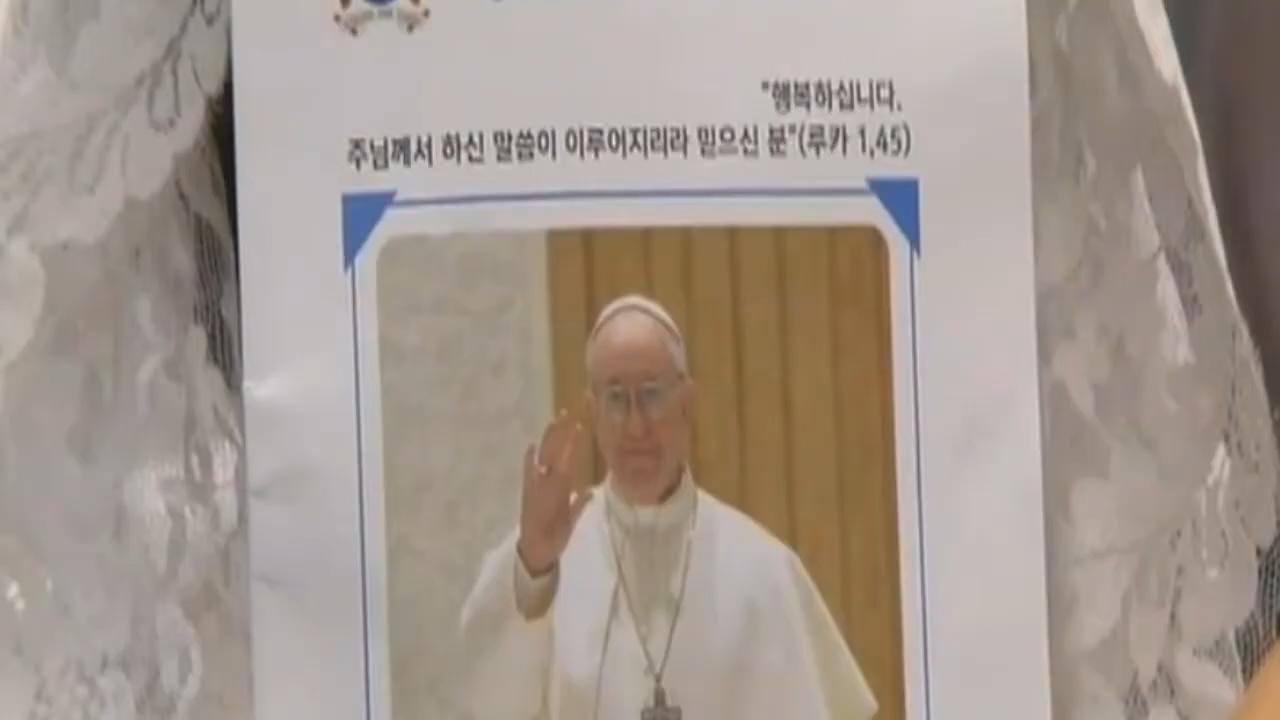 "행복하십니다,
주님께서 하신 말씀이 이루어지리라 믿으신 분"(루카 1,45)